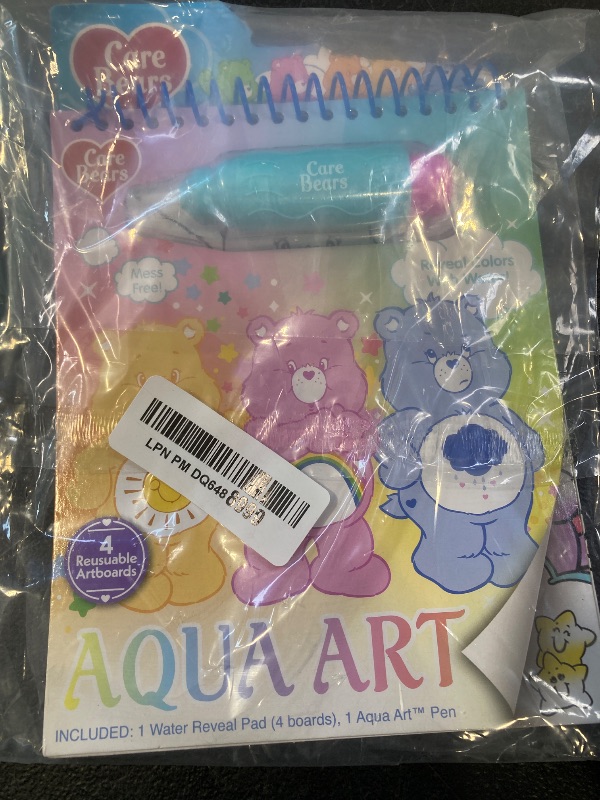 Care
Bears
Care
Bears
Care
Bears
Mess
Free!
Reveal Colors
With Water!
LPN PM DQ648
4
Reusable
Artboards
AQUA ART
INCLUDED: 1 Water Reveal Pad (4 boards), 1 Aqua Art™ Pen